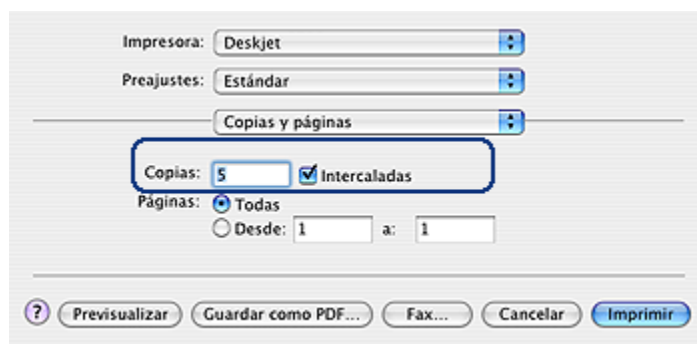 Impresora: Deskjet
Preajustes: Estándar
Copias y páginas
Copias: 5 Intercaladas
Páginas: Todas
Desde: 1 a: 1
? Previsualizar Guardar como PDF... Fax... Cancelar Imprimir